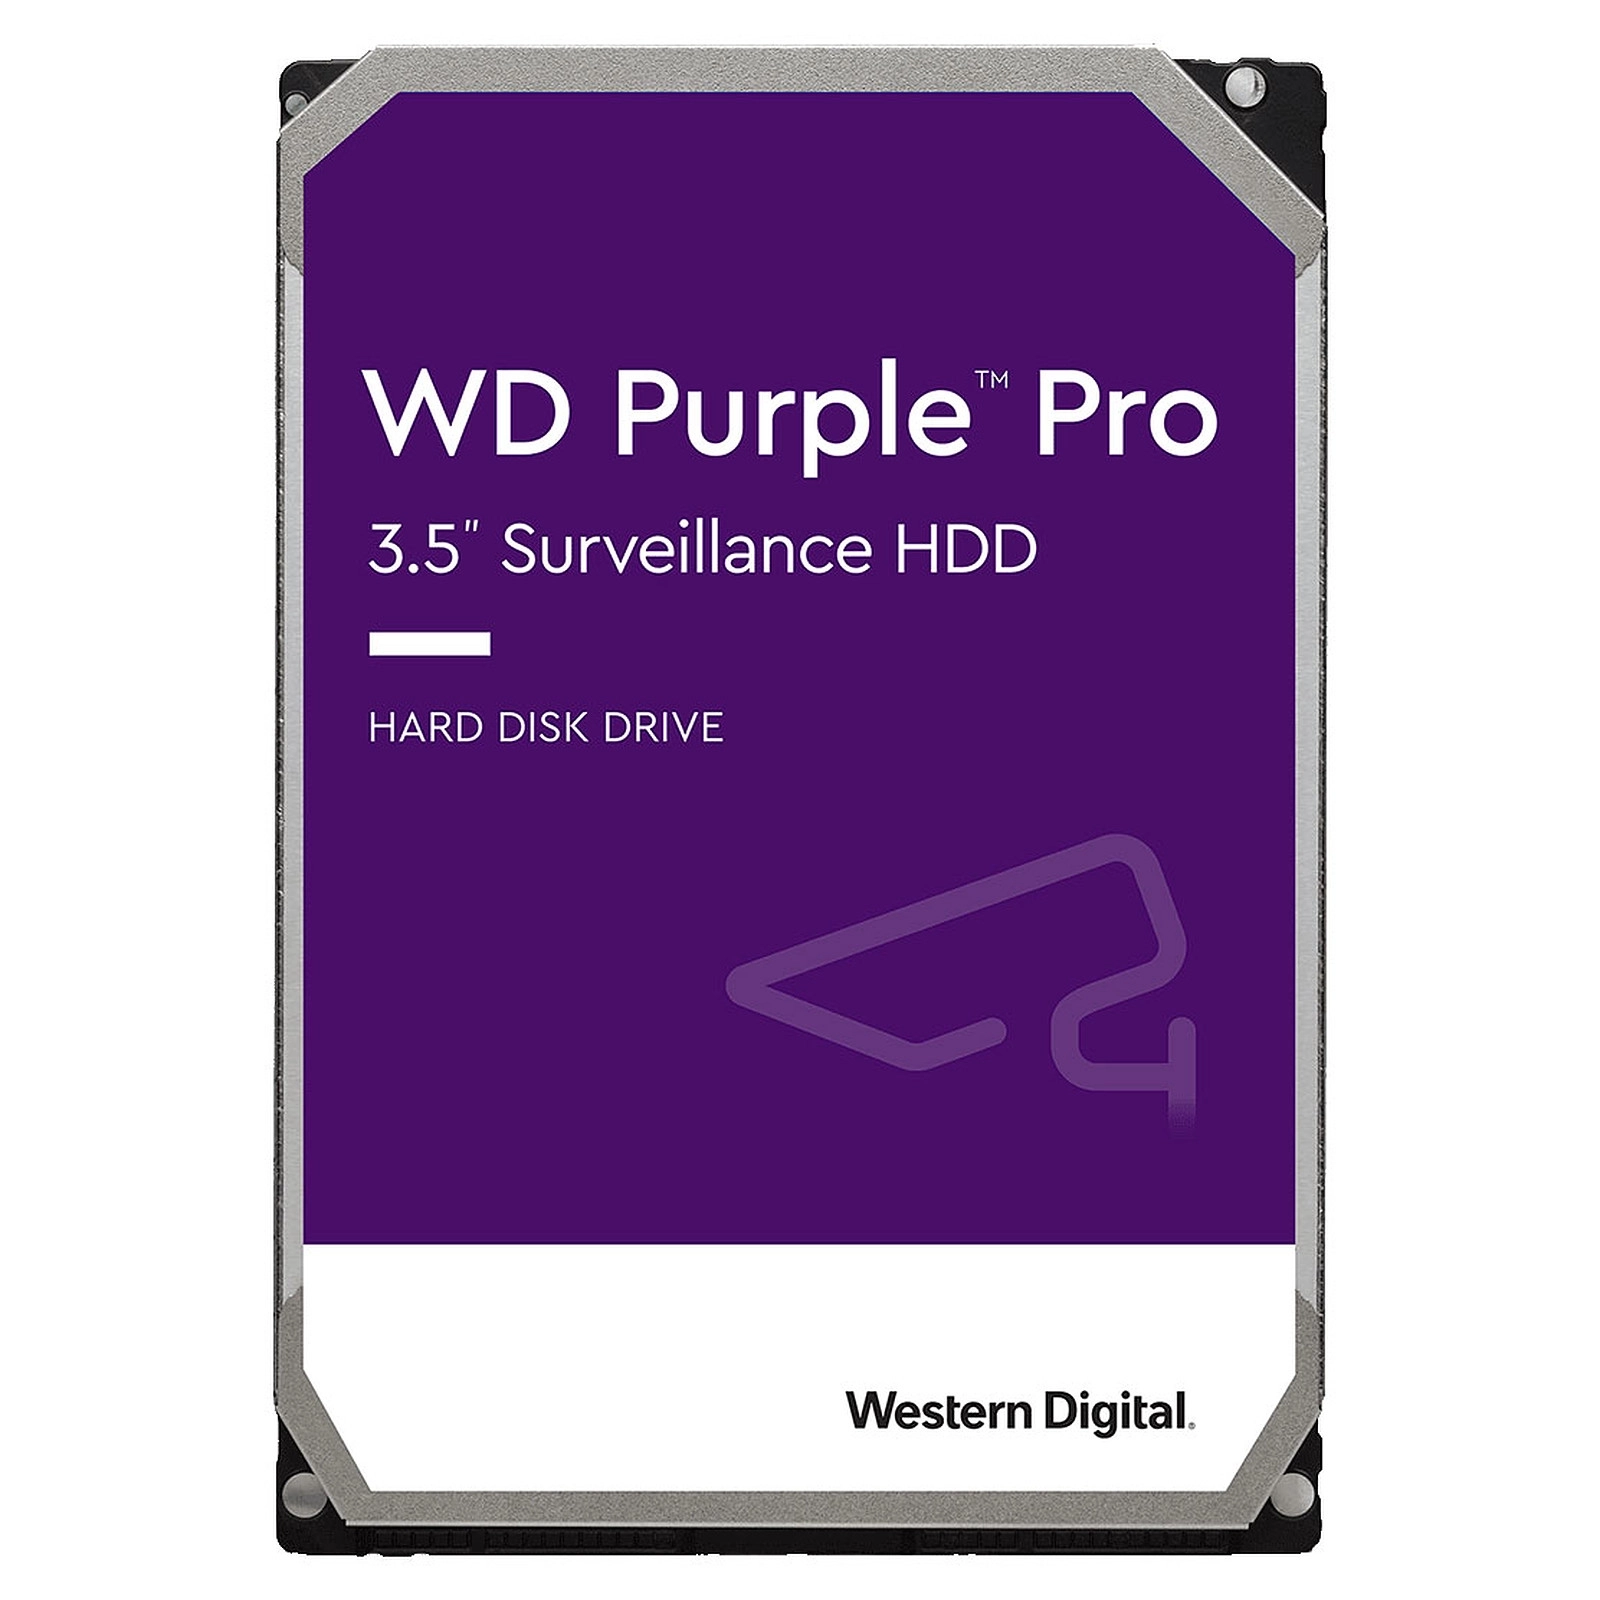 WD Purple™ Pro
3.5" Surveillance HDD
HARD DISK DRIVE
Western Digital®